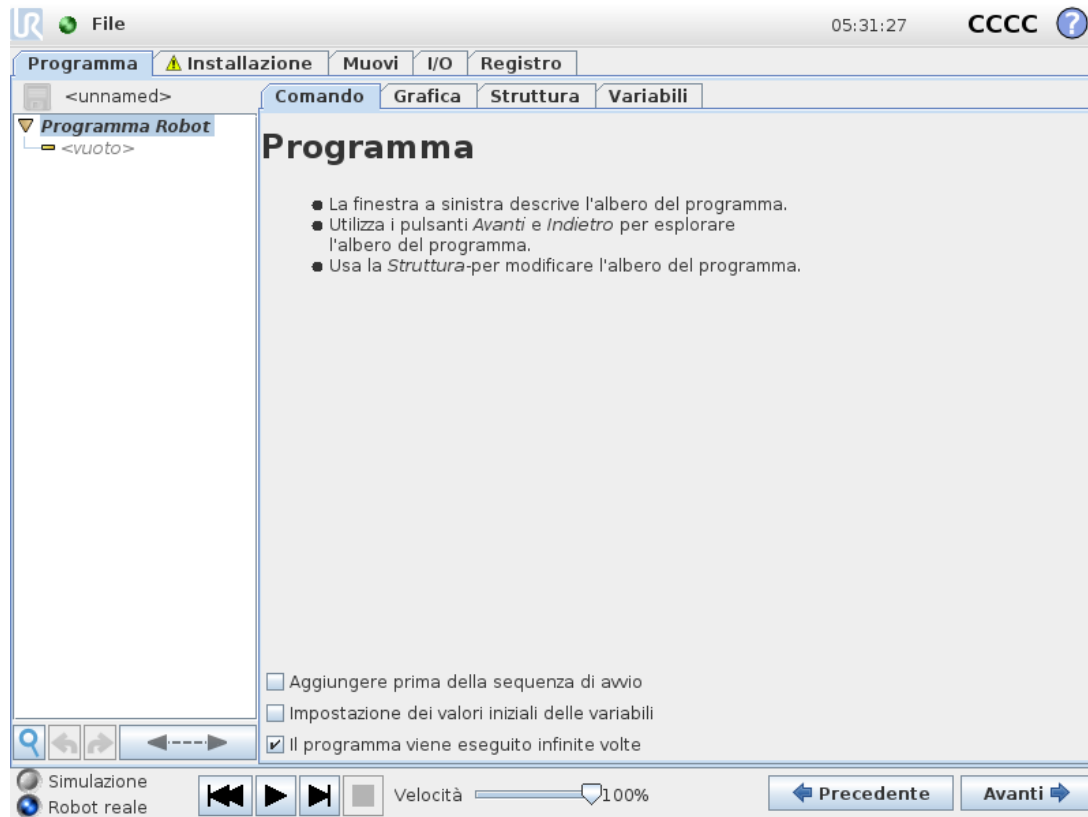 UR File 05:31:27 CCCC ?
Programma Installazione Muovi I/O Registro
<unnamed> Comando Grafica Struttura Variabili
Programma Robot
<vuoto>
Programma
La finestra a sinistra descrive l'albero del programma.
Utilizza i pulsanti Avanti e Indietro per esplorare
l'albero del programma.
Usa la Struttura-per modificare l'albero del programma.
Aggiungere prima della sequenza di avvio
Impostazione dei valori iniziali delle variabili
Il programma viene eseguito infinite volte
Simulazione
Robot reale
Velocità 100%
Precedente Avanti